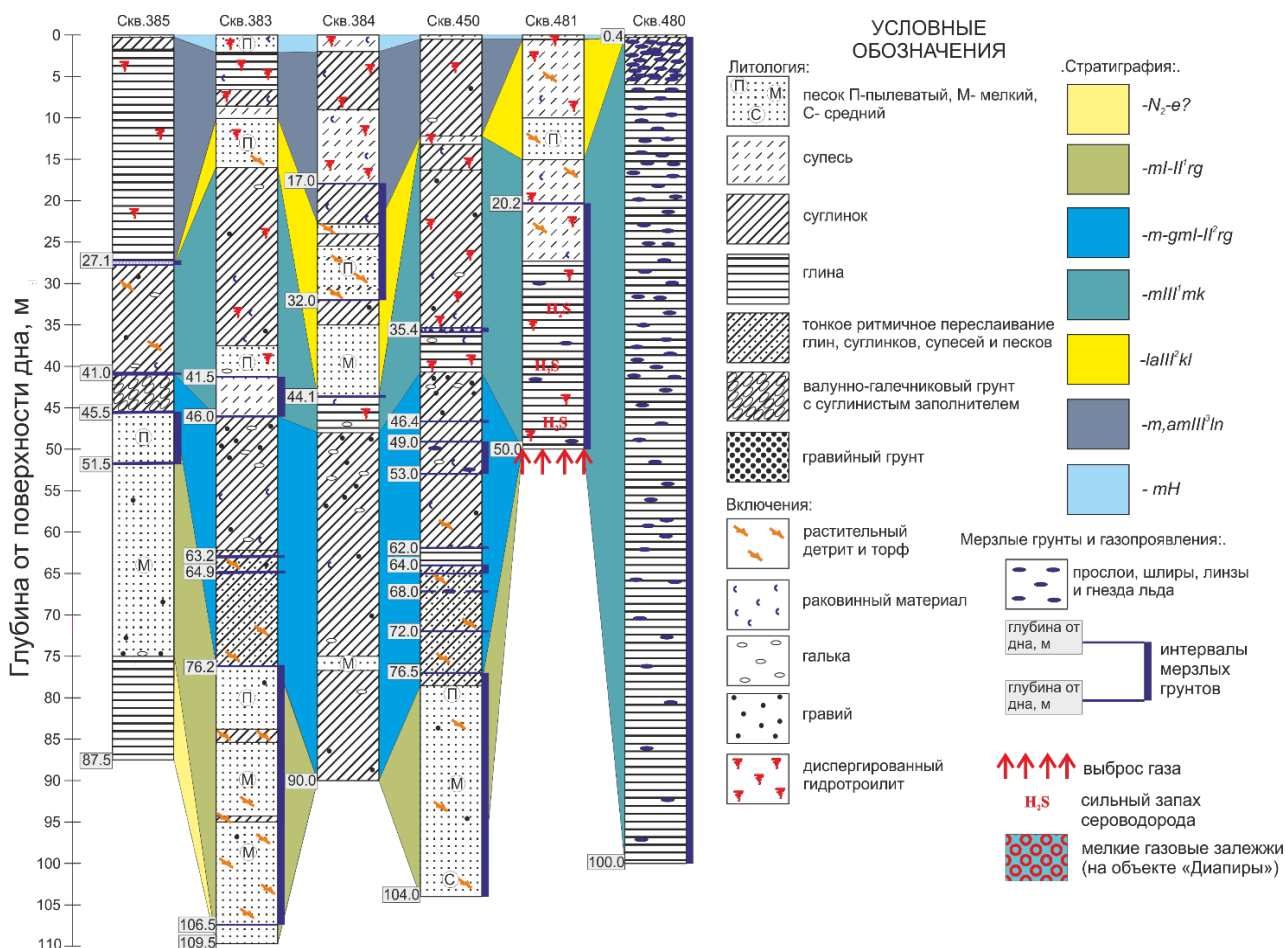 Скв.385 Скв.383 Скв.384 Скв.450 Скв.481 Скв.480
Глубина от поверхности дна, м
0
5
10
15
20
25
30
35
40
45
50
55
60
65
70
75
80
85
90
95
100
105
110
27.1
41.0
45.5
51.5
87.5
П
М
41.5
46.0
63.2
64.9
76.2
106.5
109.5
П
П
П
П
М
М
17.0
32.0
44.1
90.0
П
М
М
35.4
46.4
49.0
53.0
62.0
64.0
68.0
72.0
76.5
104.0
П
М
С
20.2
50.0
П
H₂S
H₂S
H₂S
0.4
100.0
УСЛОВНЫЕ
ОБОЗНАЧЕНИЯ
Литология:
П
М
С
песок П-пылеватый, М- мелкий,
С- средний
супесь
суглинок
глина
тонкое ритмичное переслаивание
глин, суглинков, супесей и песков
валунно-галечниковый грунт
с суглинистым заполнителем
гравийный грунт
Включения:
растительный
детрит и торф
раковинный материал
галька
гравий
диспергированный
гидротроилит
.Стратиграфия:.
-N₂-e?
-mI-II¹rg
-m-gmI-II²rg
-mIII¹mk
-laIII²kl
-m,amIII³ln
- mH
Мерзлые грунты и газопроявления:.
прослои, шлиры, линзы
и гнезда льда
глубина от
дна, м
глубина от
дна, м
интервалы
мерзлых
грунтов
выброс газа
H₂S
сильный запах
сероводорода
мелкие газовые залежки
(на объекте «Диапиры»)